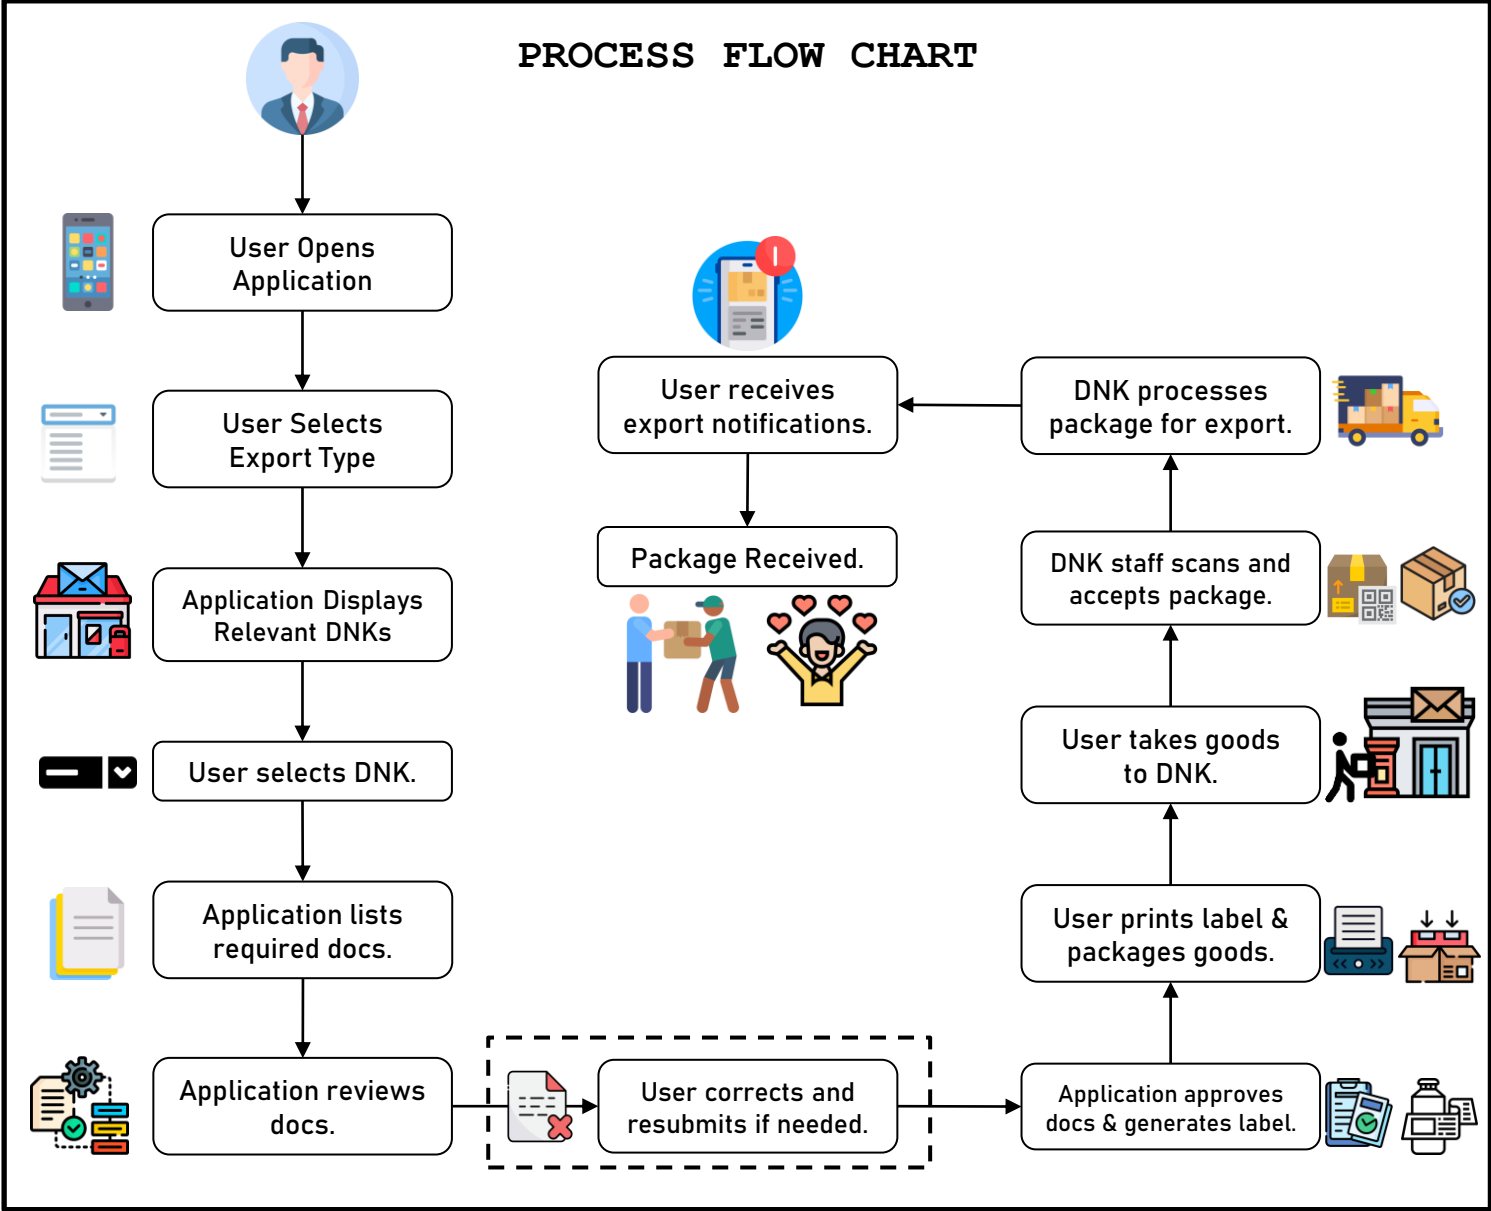 PROCESS FLOW CHART
User Opens
Application
User Selects
Export Type
Application Displays
Relevant DNKs
User selects DNK.
Application lists
required docs.
Application reviews
docs.
User corrects and
resubmits if needed.
Application approves
docs & generates label.
User prints label &
packages goods.
User takes goods
to DNK.
DNK staff scans and
accepts package.
DNK processes
package for export.
User receives
export notifications.
Package Received.